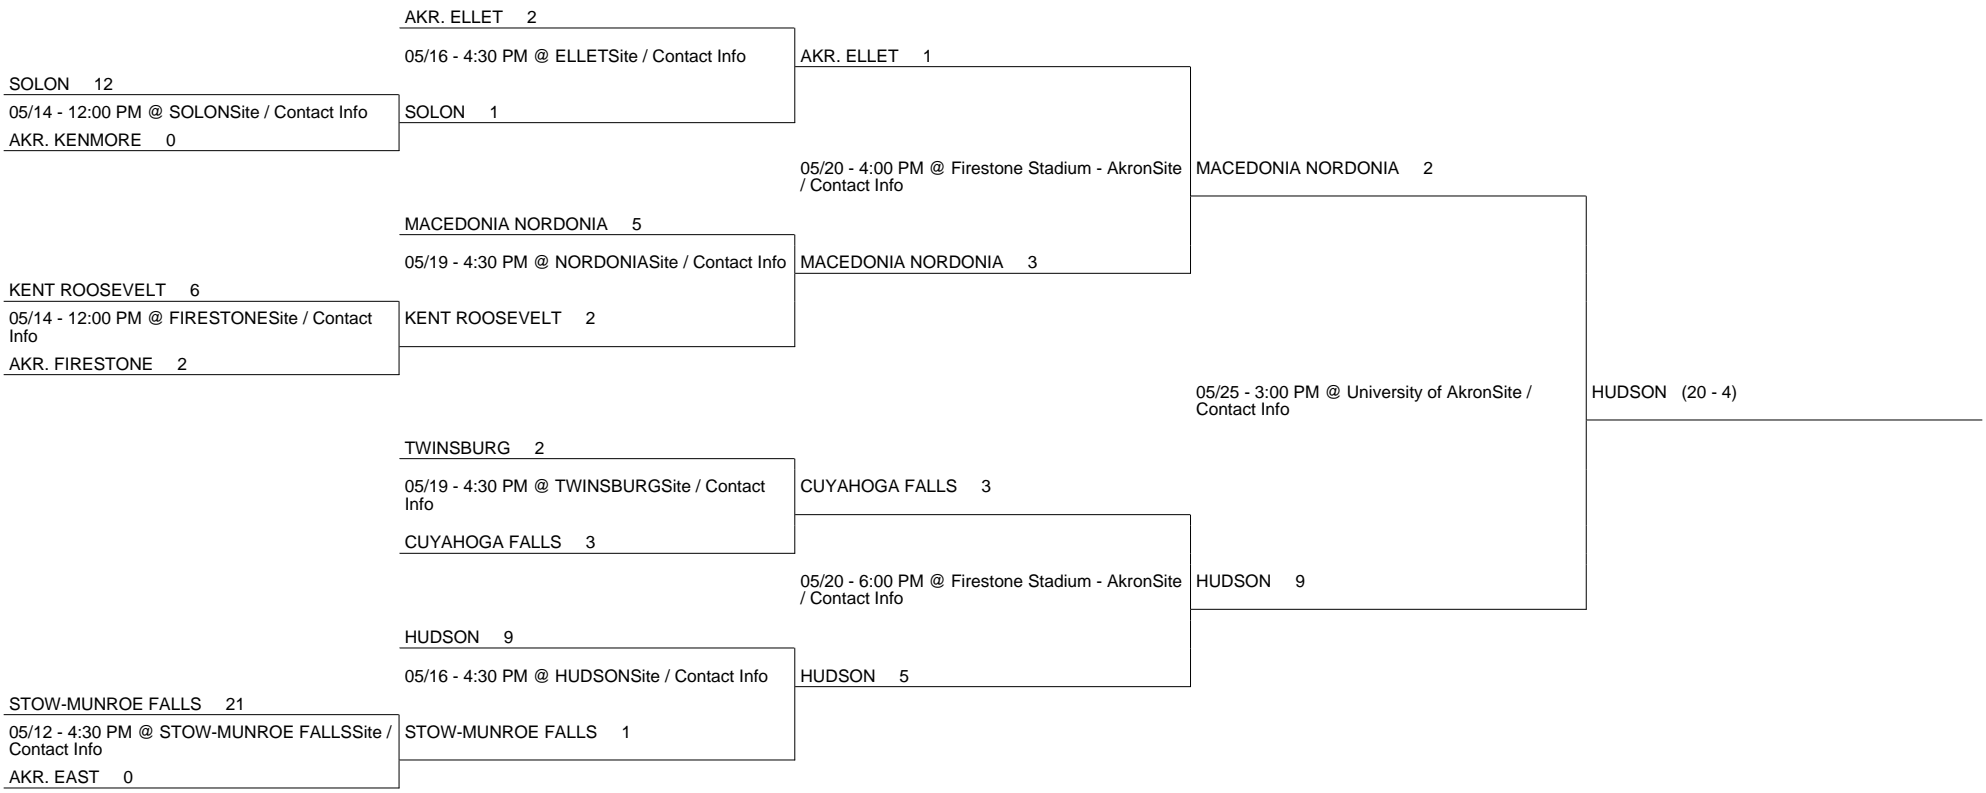 AKR. ELLET 2
05/16 - 4:30 PM @ ELLETSite / Contact Info
AKR. ELLET 1
SOLON 12
05/14 - 12:00 PM @ SOLONSite / Contact Info
SOLON 1
AKR. KENMORE 0
05/20 - 4:00 PM @ Firestone Stadium - AkronSite
/ Contact Info
MACEDONIA NORDONIA 2
MACEDONIA NORDONIA 5
05/19 - 4:30 PM @ NORDONIASite / Contact Info
MACEDONIA NORDONIA 3
KENT ROOSEVELT 6
05/14 - 12:00 PM @ FIRESTONESite / Contact
Info
KENT ROOSEVELT 2
AKR. FIRESTONE 2
05/25 - 3:00 PM @ University of AkronSite /
Contact Info
HUDSON (20 - 4)
TWINSBURG 2
05/19 - 4:30 PM @ TWINSBURGSite / Contact
Info
CUYAHOGA FALLS 3
CUYAHOGA FALLS 3
05/20 - 6:00 PM @ Firestone Stadium - AkronSite
/ Contact Info
HUDSON 9
HUDSON 9
05/16 - 4:30 PM @ HUDSONSite / Contact Info
HUDSON 5
STOW-MUNROE FALLS 21
05/12 - 4:30 PM @ STOW-MUNROE FALLSSite /
Contact Info
STOW-MUNROE FALLS 1
AKR. EAST 0